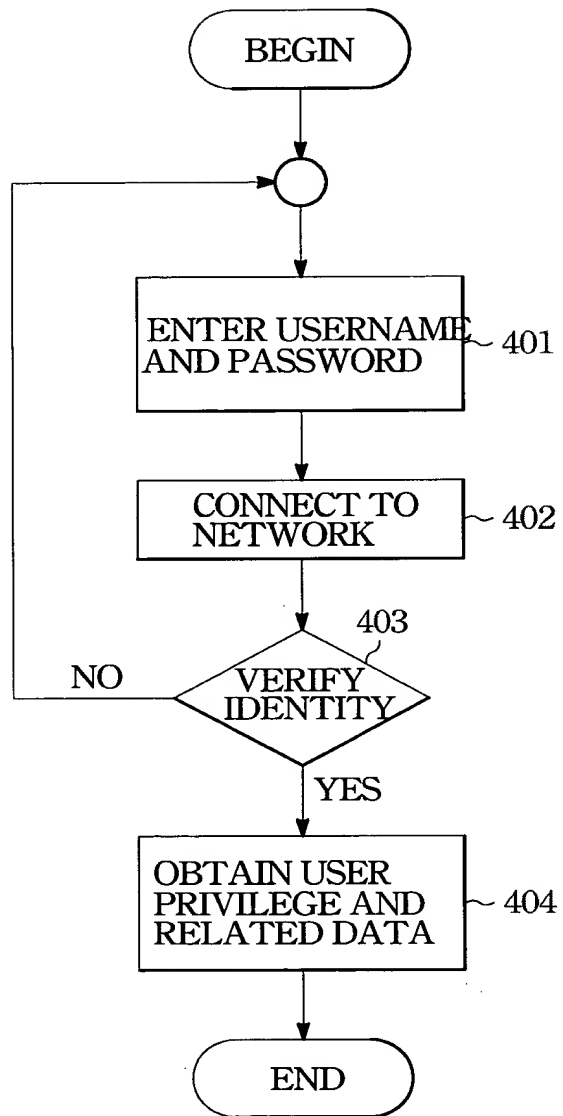 BEGIN
ENTER USERNAME
AND PASSWORD
401
CONNECT TO
NETWORK
402
403
VERIFY
IDENTITY
NO
YES
OBTAIN USER
PRIVILEGE AND
RELATED DATA
404
END